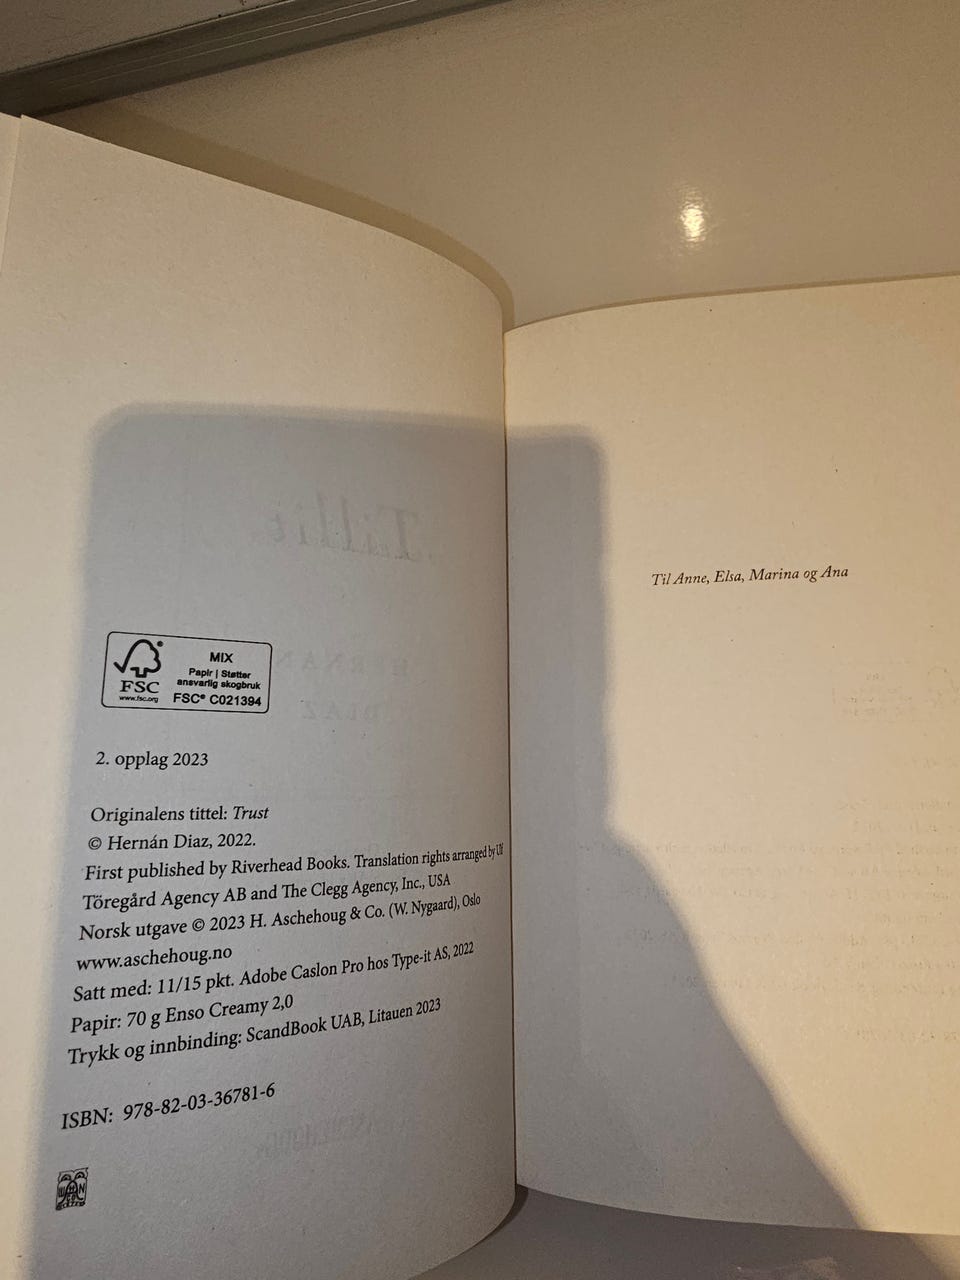 FSC
www.fsc.org
MIX
Papir | Støtter
ansvarlig skogbruk
FSC® C021394
2. opplag 2023
Originalens tittel: Trust
© Hernán Diaz, 2022.
First published by Riverhead Books. Translation rights arranged by
Töregård Agency AB and The Clegg Agency, Inc., USA
Norsk utgave © 2023 H. Aschehoug & Co. (W. Nygaard), Oslo
www.aschehoug.no
Satt med: 11/15 pkt. Adobe Caslon Pro hos Type-it AS, 2022
Papir: 70 g Enso Creamy 2,0
Trykk og innbinding: ScandBook UAB, Litauen 2023
ISBN: 978-82-03-36781-6
Til Anne, Elsa, Marina og Ana